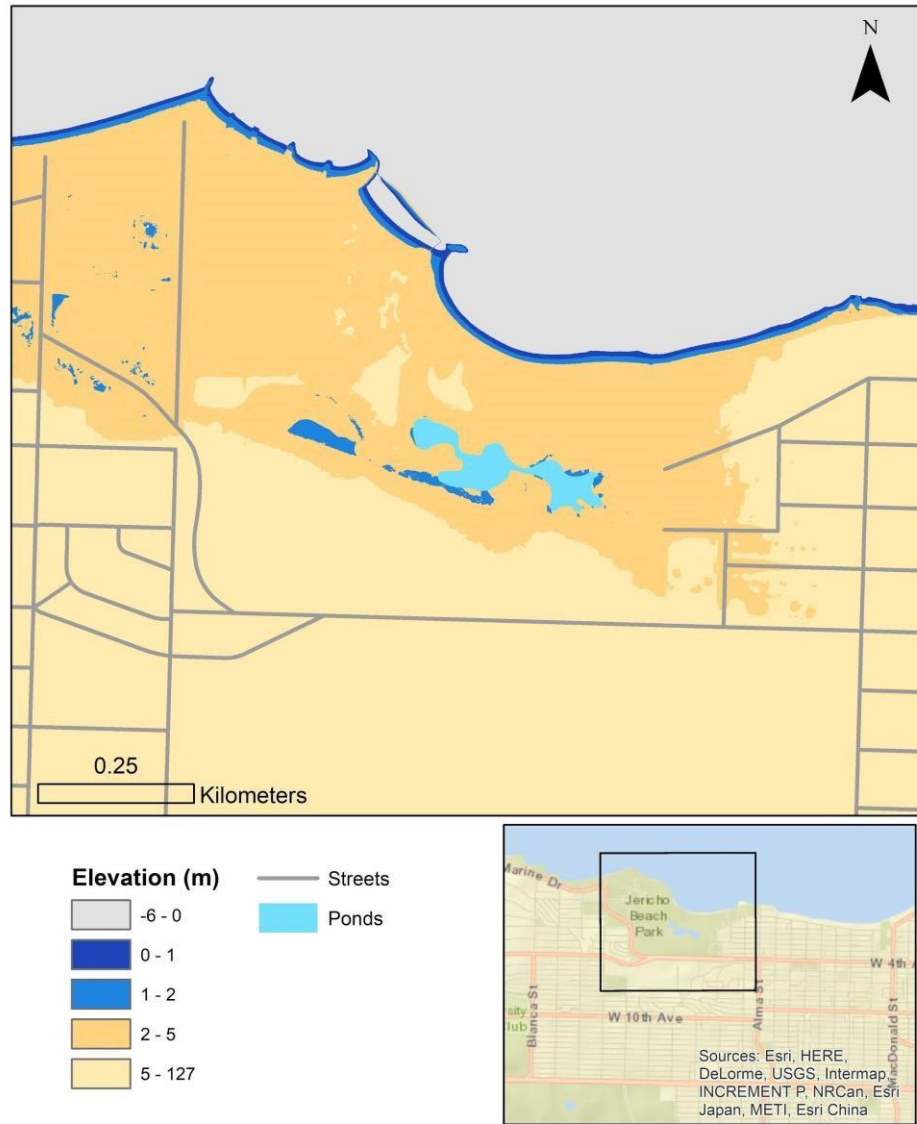 N
0.25
Kilometers
Elevation (m)
-6 - 0
0 - 1
1 - 2
2 - 5
5 - 127
Streets
Ponds
Marine Dr
Jericho
Beach
Park
W 4th A
Blanca St
Alma St
MacDonald St
rsity
Club
W 10th Ave
Sources: Esri, HERE,
DeLorme, USGS, Intermap,
INCREMENT P, NRCan, Esri
Japan, METI, Esri China